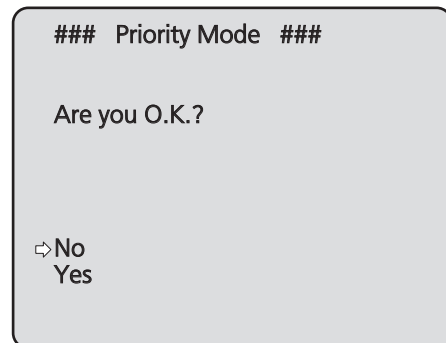 ### Priority Mode ###
Are you O.K.?
⇨No
Yes